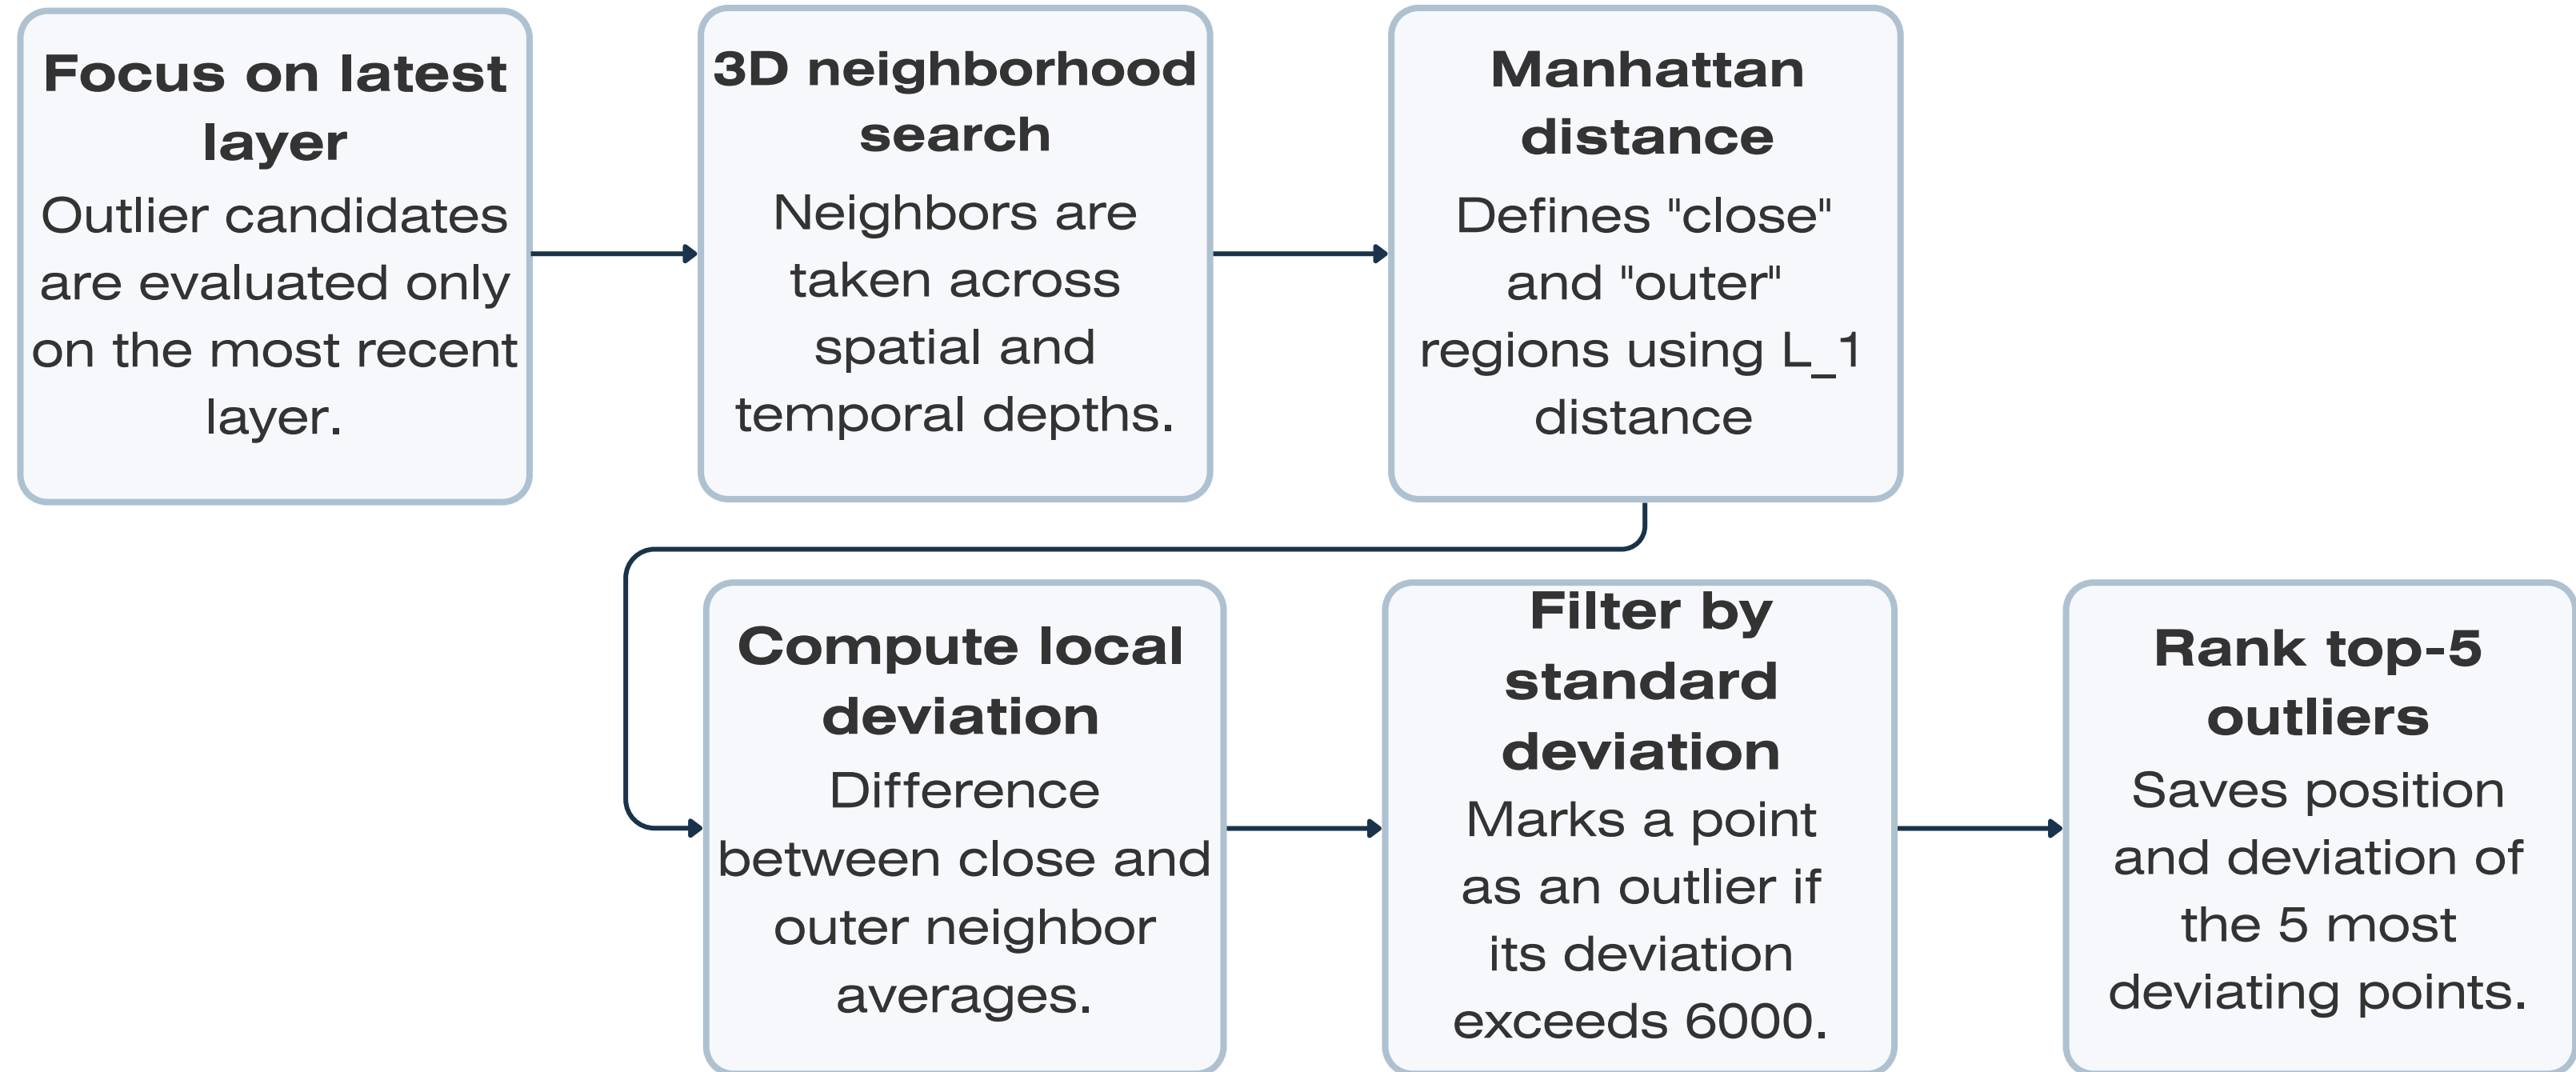 Focus on latest
layer
Outlier candidates
are evaluated only
on the most recent
layer.
3D neighborhood
search
Neighbors are
taken across
spatial and
temporal depths.
Manhattan
distance
Defines "close"
and "outer"
regions using L_1
distance
Compute local
deviation
Difference
between close and
outer neighbor
averages.
Filter by
standard
deviation
Marks a point
as an outlier if
its deviation
exceeds 6000.
Rank top-5
outliers
Saves position
and deviation of
the 5 most
deviating points.